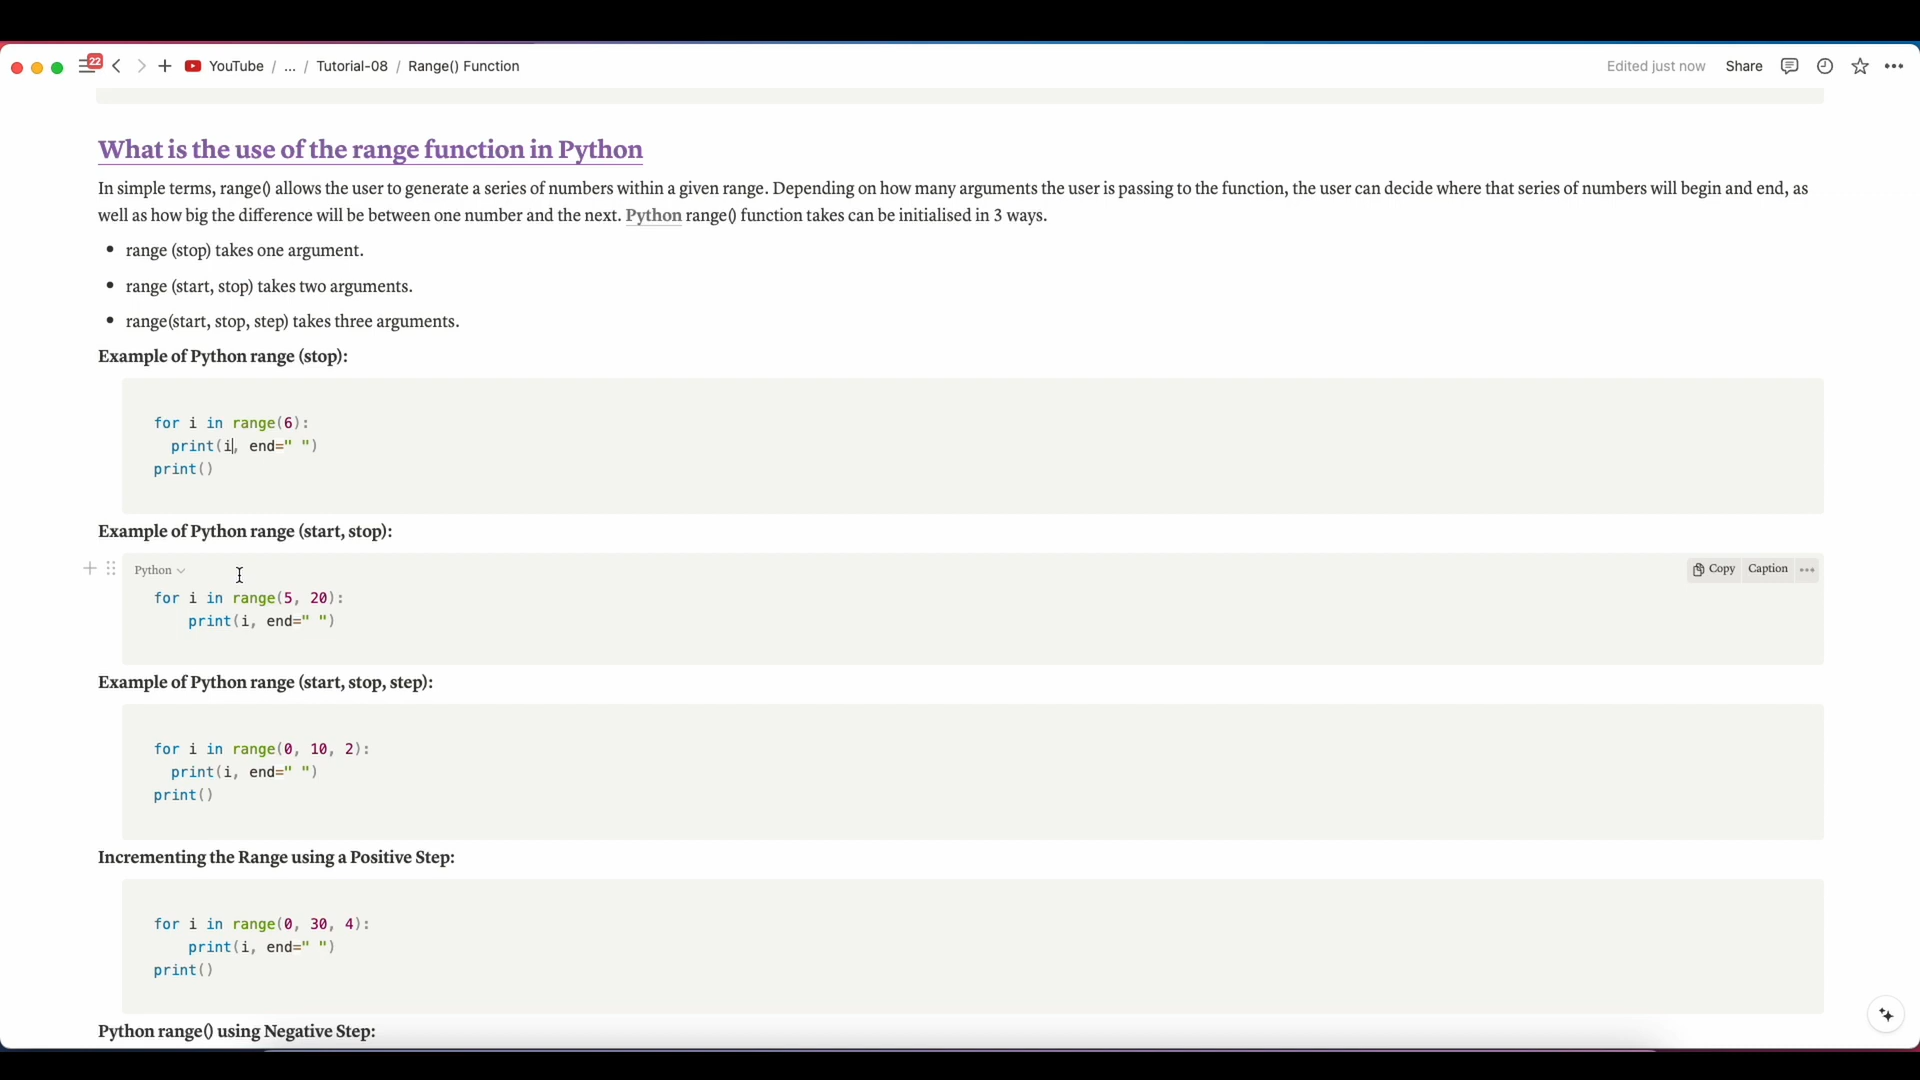 22
YouTube / ... / Tutorial-08 / Range() Function
Edited just now Share
What is the use of the range function in Python
In simple terms, range() allows the user to generate a series of numbers within a given range. Depending on how many arguments the user is passing to the function, the user can decide where that series of numbers will begin and end, as
well as how big the difference will be between one number and the next. Python range() function takes can be initialised in 3 ways.
• range (stop) takes one argument.
• range (start, stop) takes two arguments.
• range(start, stop, step) takes three arguments.
Example of Python range (stop):
for i in range(6):
  print(i, end=" ")
print()
Example of Python range (start, stop):
Python
Copy Caption
for i in range(5, 20):
    print(i, end=" ")
Example of Python range (start, stop, step):
for i in range(0, 10, 2):
  print(i, end=" ")
print()
Incrementing the Range using a Positive Step:
for i in range(0, 30, 4):
    print(i, end=" ")
print()
Python range() using Negative Step: